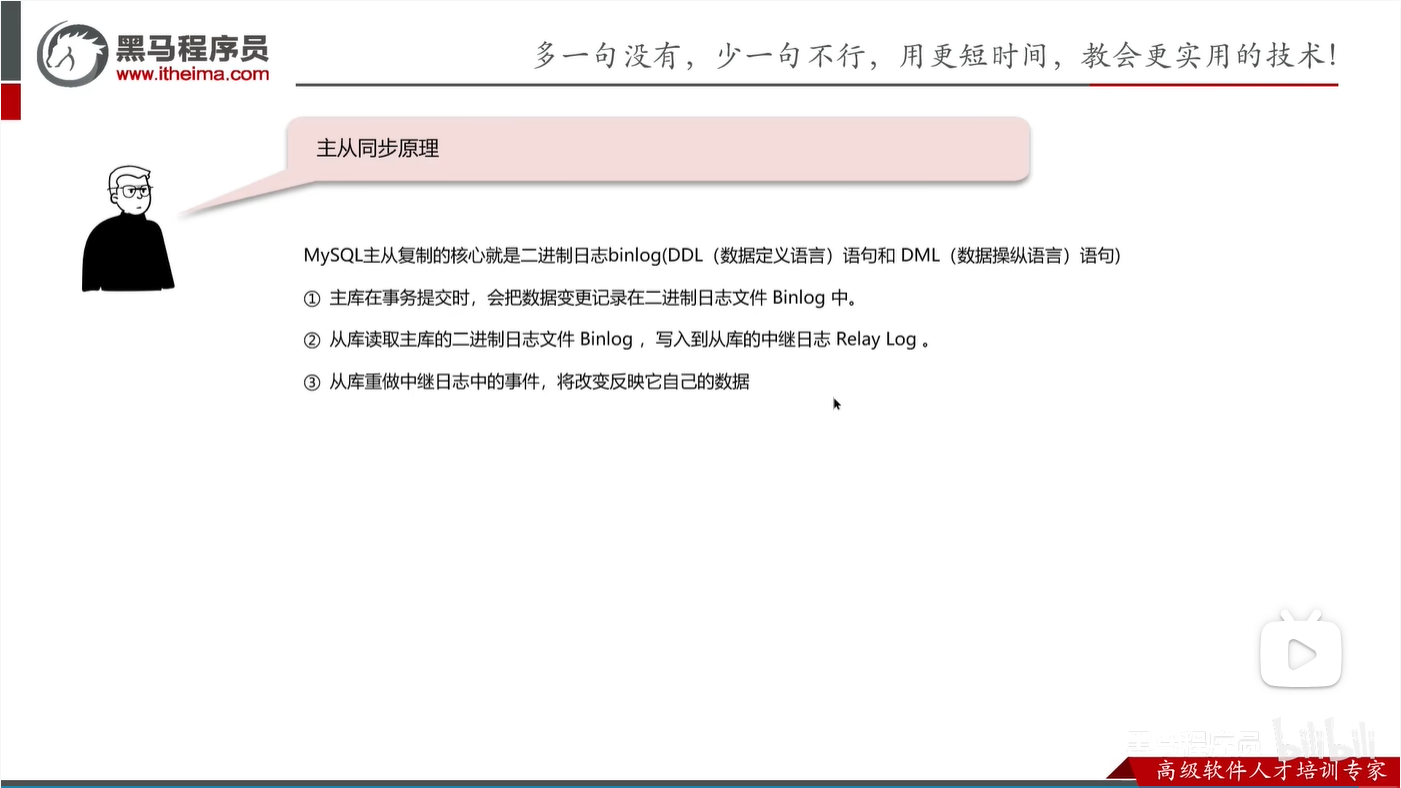 黑马程序员
www.itheima.com
多一句没有，少一句不行，用更短时间，教会更实用的技术！
主从同步原理
MySQL主从复制的核心就是二进制日志binlog(DDL（数据定义语言）语句和 DML（数据操纵语言）语句)
① 主库在事务提交时，会把数据变更记录在二进制日志文件 Binlog 中。
② 从库读取主库的二进制日志文件 Binlog ，写入到从库的中继日志 Relay Log 。
③ 从库重做中继日志中的事件，将改变反映它自己的数据
黑马程序员 bilibili
高级软件人才培训专家